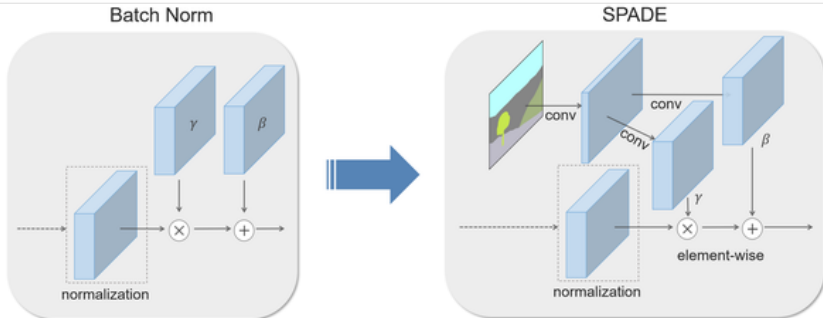 Batch Norm
γ
β
normalization
SPADE
conv
conv
conv
β
γ
element-wise
normalization